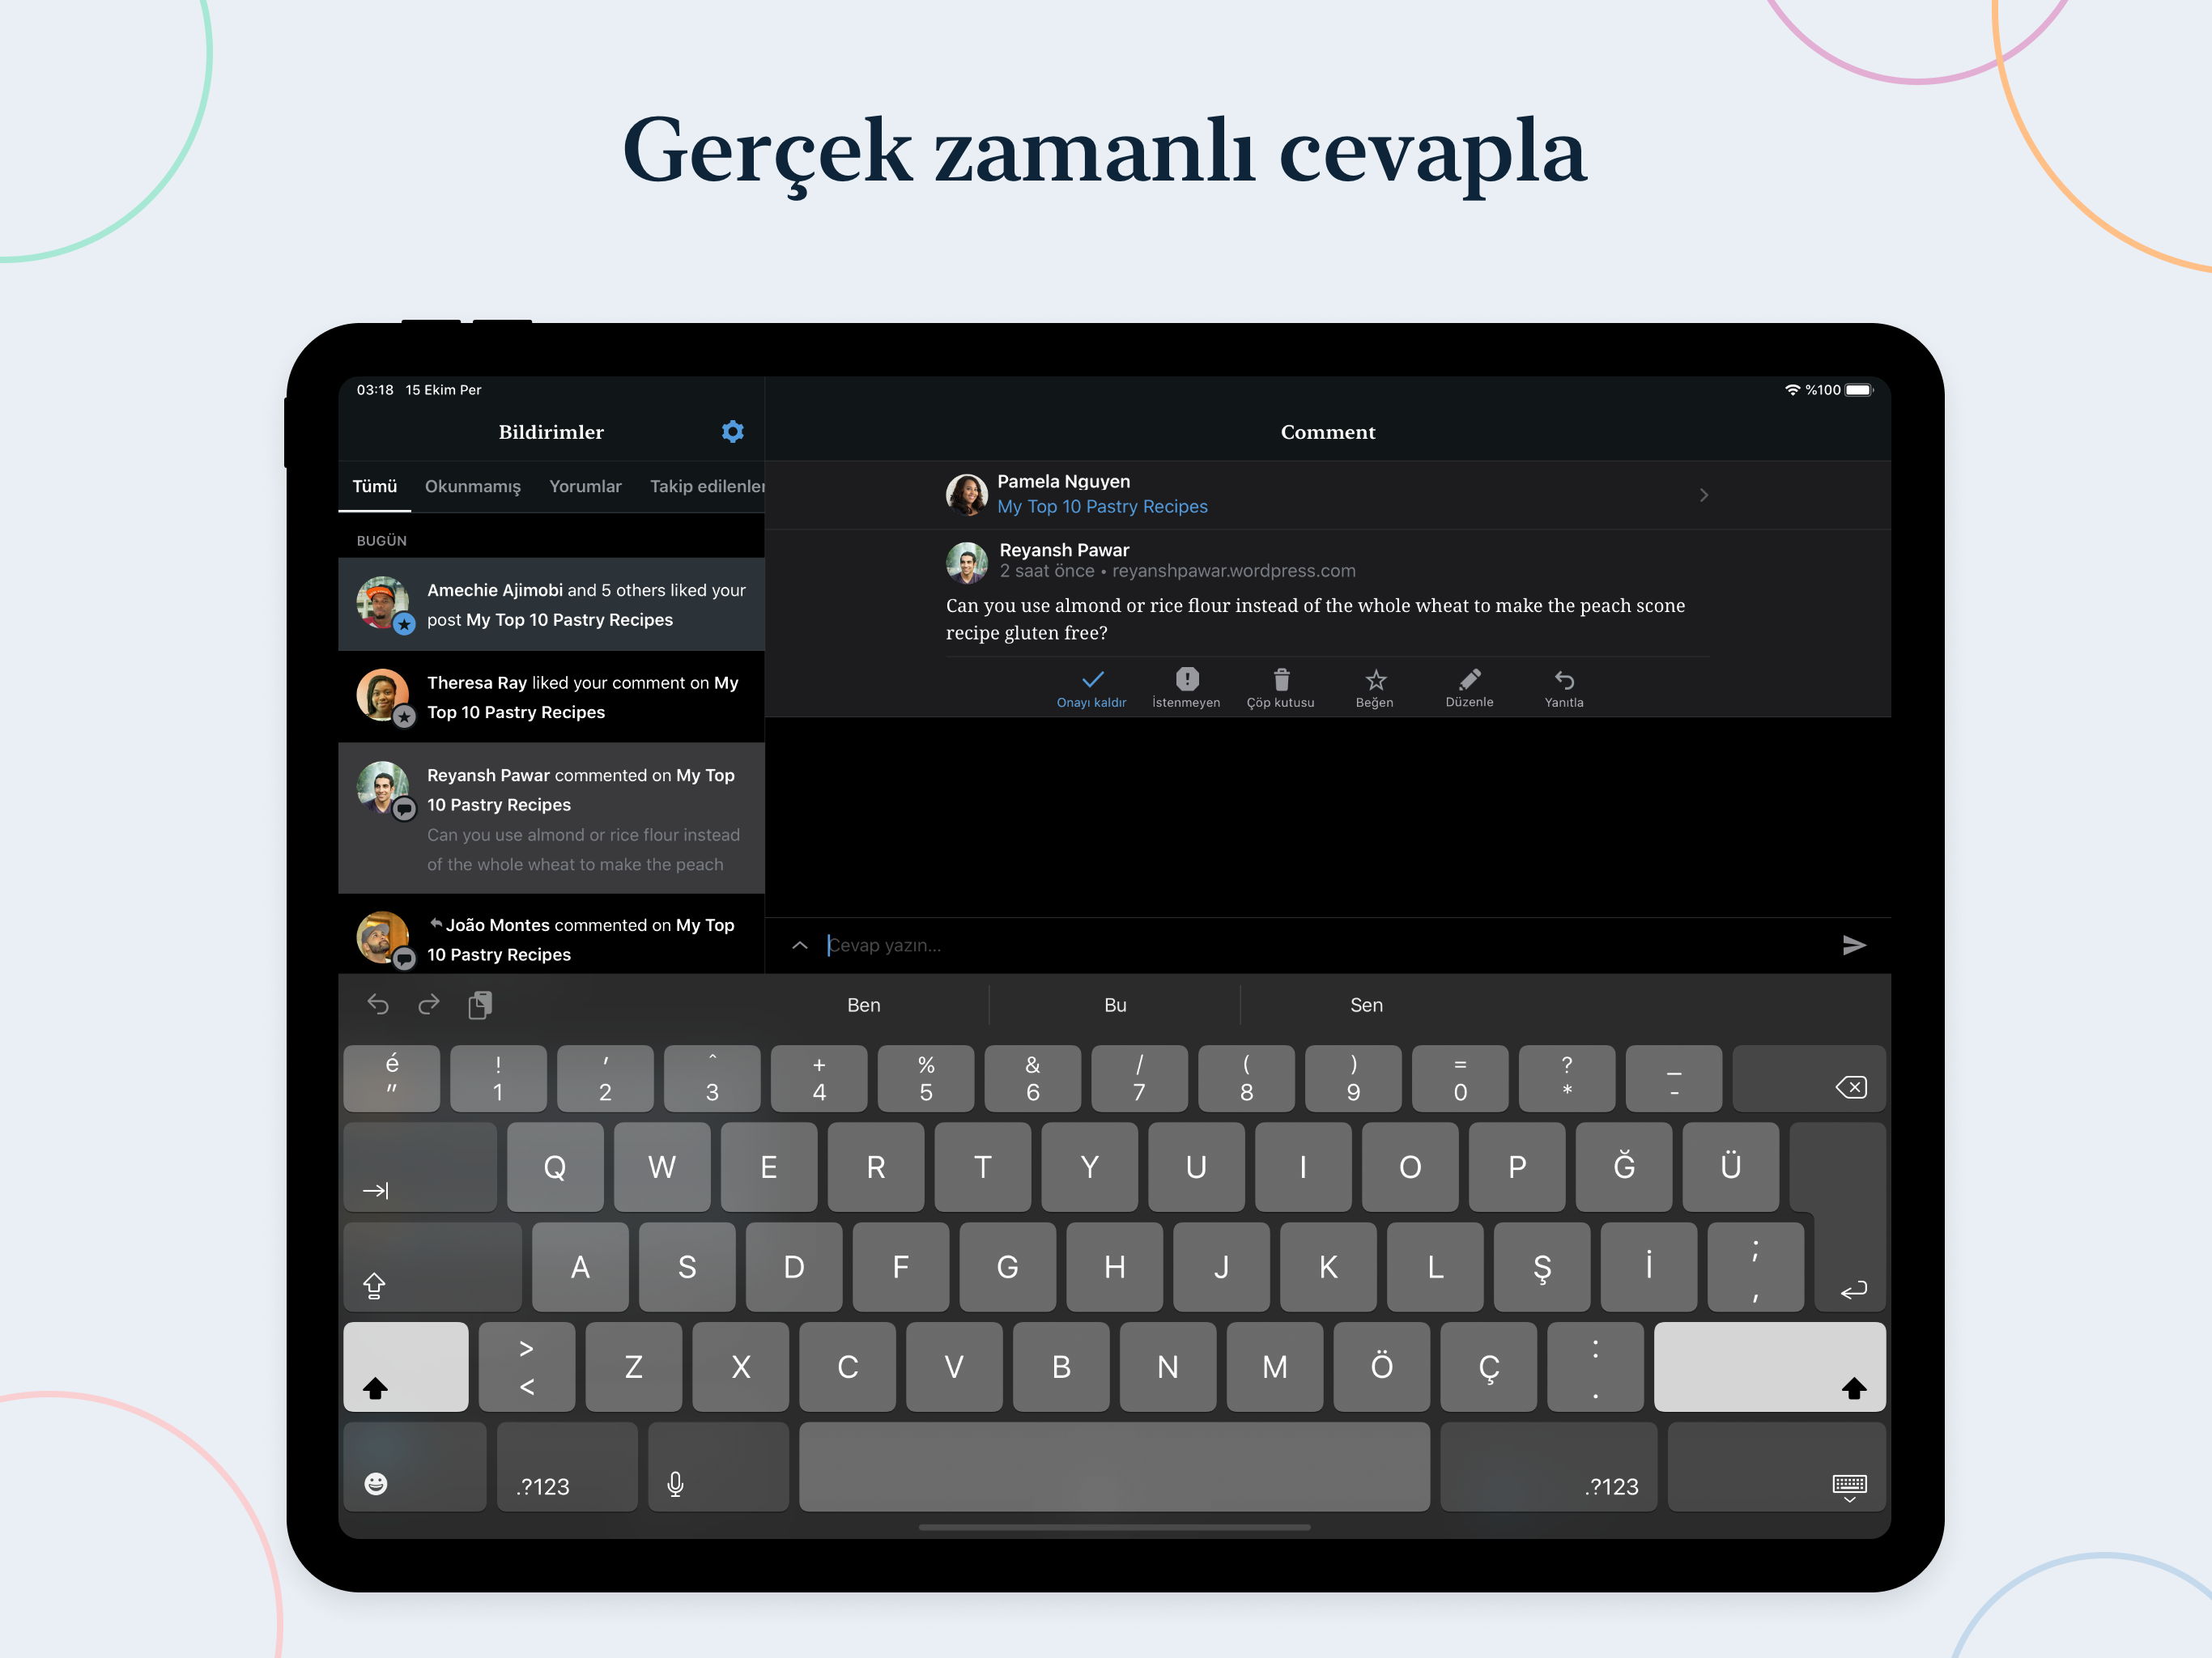 Gerçek zamanlı cevapla
03:18 15 Ekim Per
%100
Bildirimler
Comment
Tümü Okunmamış Yorumlar Takip edilenler
BUGÜN
Amechie Ajimobi and 5 others liked your
post My Top 10 Pastry Recipes
Theresa Ray liked your comment on My
Top 10 Pastry Recipes
Reyansh Pawar commented on My Top
10 Pastry Recipes
Can you use almond or rice flour instead
of the whole wheat to make the peach
João Montes commented on My Top
10 Pastry Recipes
Pamela Nguyen
My Top 10 Pastry Recipes
Reyansh Pawar
2 saat önce • reyanshpawar.wordpress.com
Can you use almond or rice flour instead of the whole wheat to make the peach scone
recipe gluten free?
Onayı kaldır İstenmeyen Çöp kutusu Beğen Düzenle Yanıtla
Cevap yazın...
Ben Bu Sen
é ! ' ^ + % & / ( ) = ? _
" 1 2 3 4 5 6 7 8 9 0 * -
Q W E R T Y U I O P Ğ Ü
A S D F G H J K L Ş İ ; ,
> < Z X C V B N M Ö Ç : .
.?123 .?123